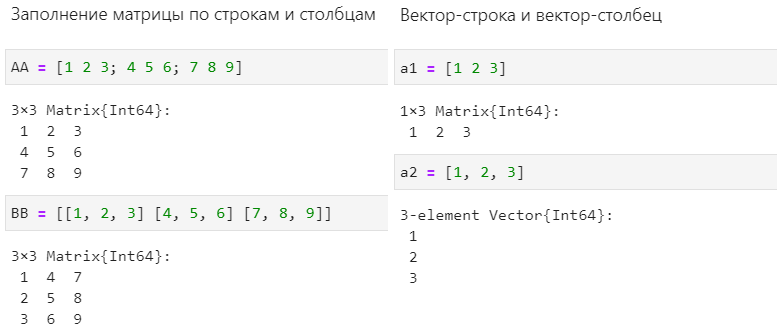 Заполнение матрицы по строкам и столбцам
AA = [1 2 3; 4 5 6; 7 8 9]
3×3 Matrix{Int64}:
1 2 3
4 5 6
7 8 9
BB = [[1, 2, 3] [4, 5, 6] [7, 8, 9]]
3×3 Matrix{Int64}:
1 4 7
2 5 8
3 6 9
Вектор-строка и вектор-столбец
a1 = [1 2 3]
1×3 Matrix{Int64}:
1 2 3
a2 = [1, 2, 3]
3-element Vector{Int64}:
1
2
3